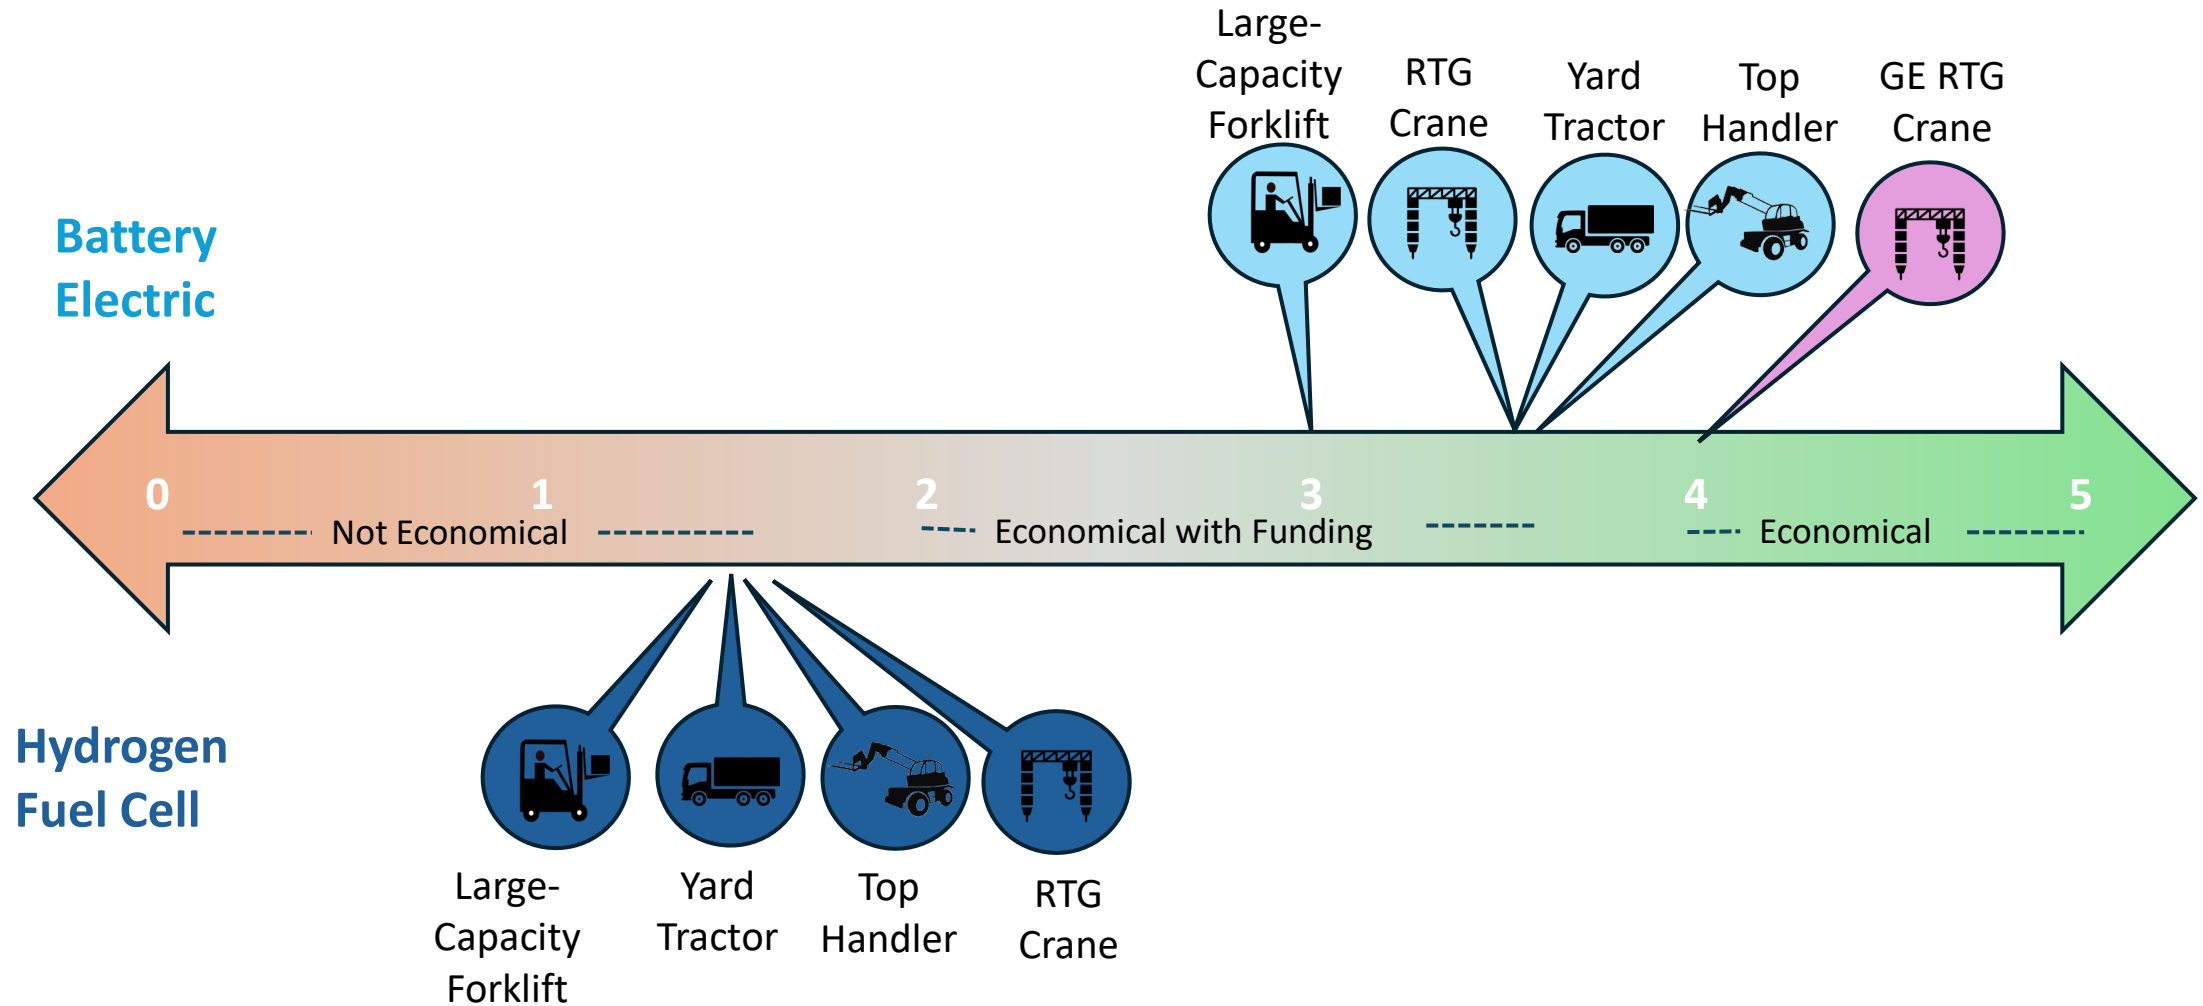 Large-
Capacity
Forklift
RTG
Crane
Yard
Tractor
Top
Handler
GE RTG
Crane
Battery
Electric
0 1 2 3 4 5
Not Economical
Economical with Funding
Economical
Hydrogen
Fuel Cell
Large-
Capacity
Forklift
Yard
Tractor
Top
Handler
RTG
Crane